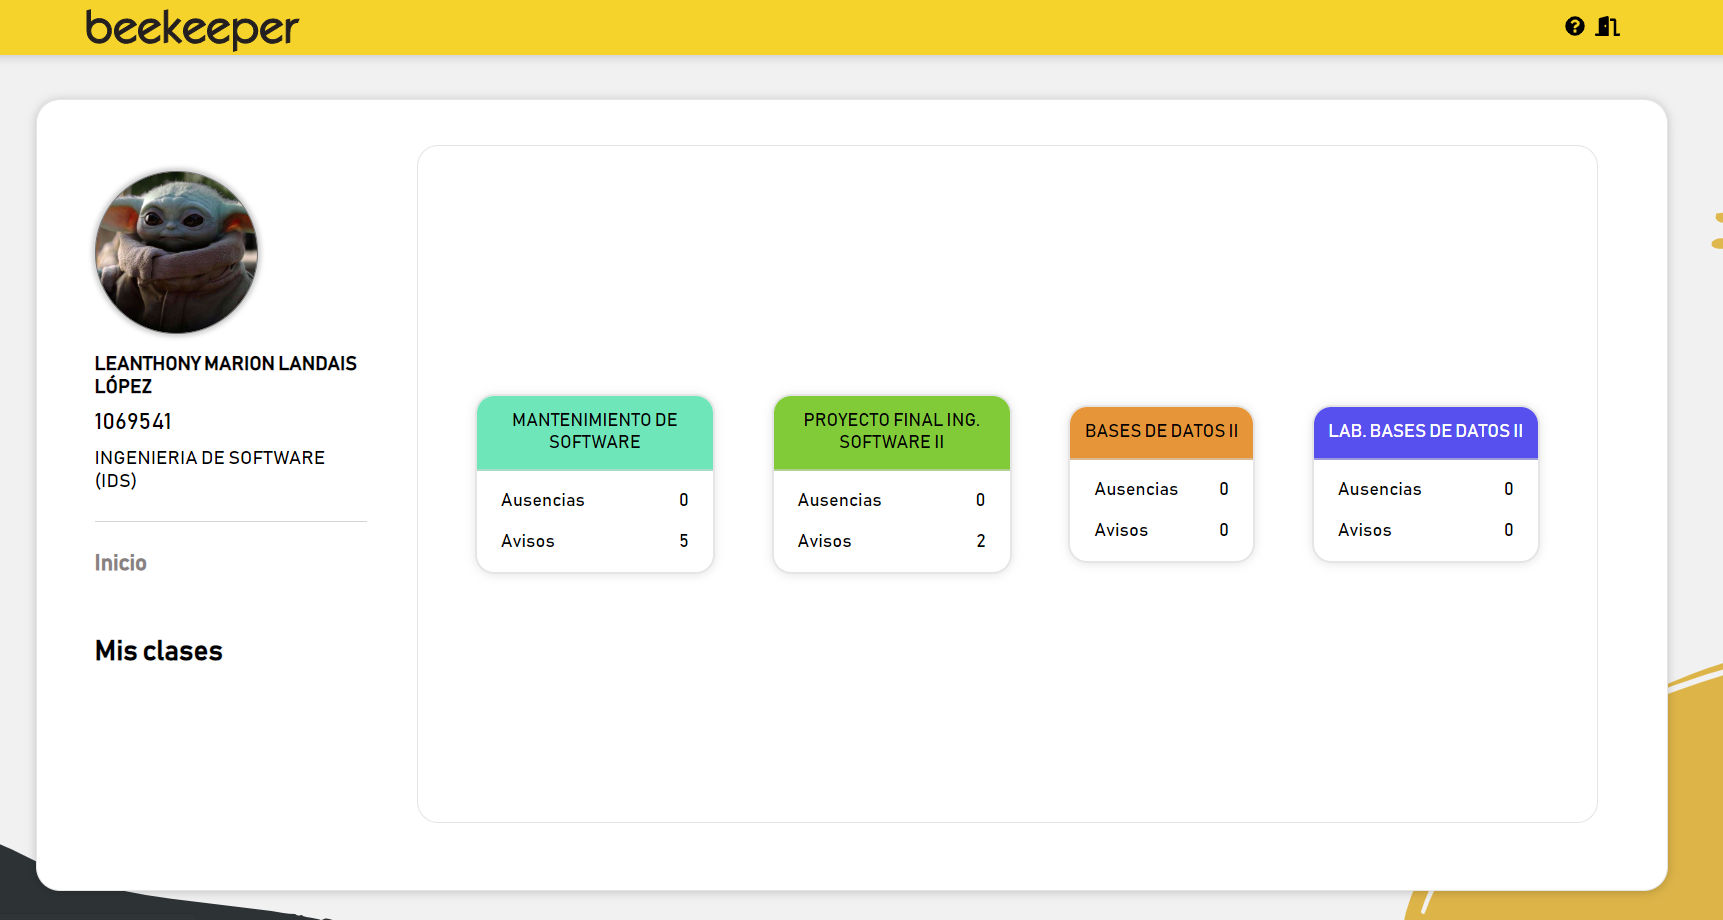 beekeeper
LEANTHONY MARION LANDAIS
LÓPEZ
1069541
INGENIERIA DE SOFTWARE
(IDS)
Inicio
Mis clases
MANTENIMIENTO DE
SOFTWARE
Ausencias 0
Avisos 5
PROYECTO FINAL ING.
SOFTWARE II
Ausencias 0
Avisos 2
BASES DE DATOS II
Ausencias 0
Avisos 0
LAB. BASES DE DATOS II
Ausencias 0
Avisos 0